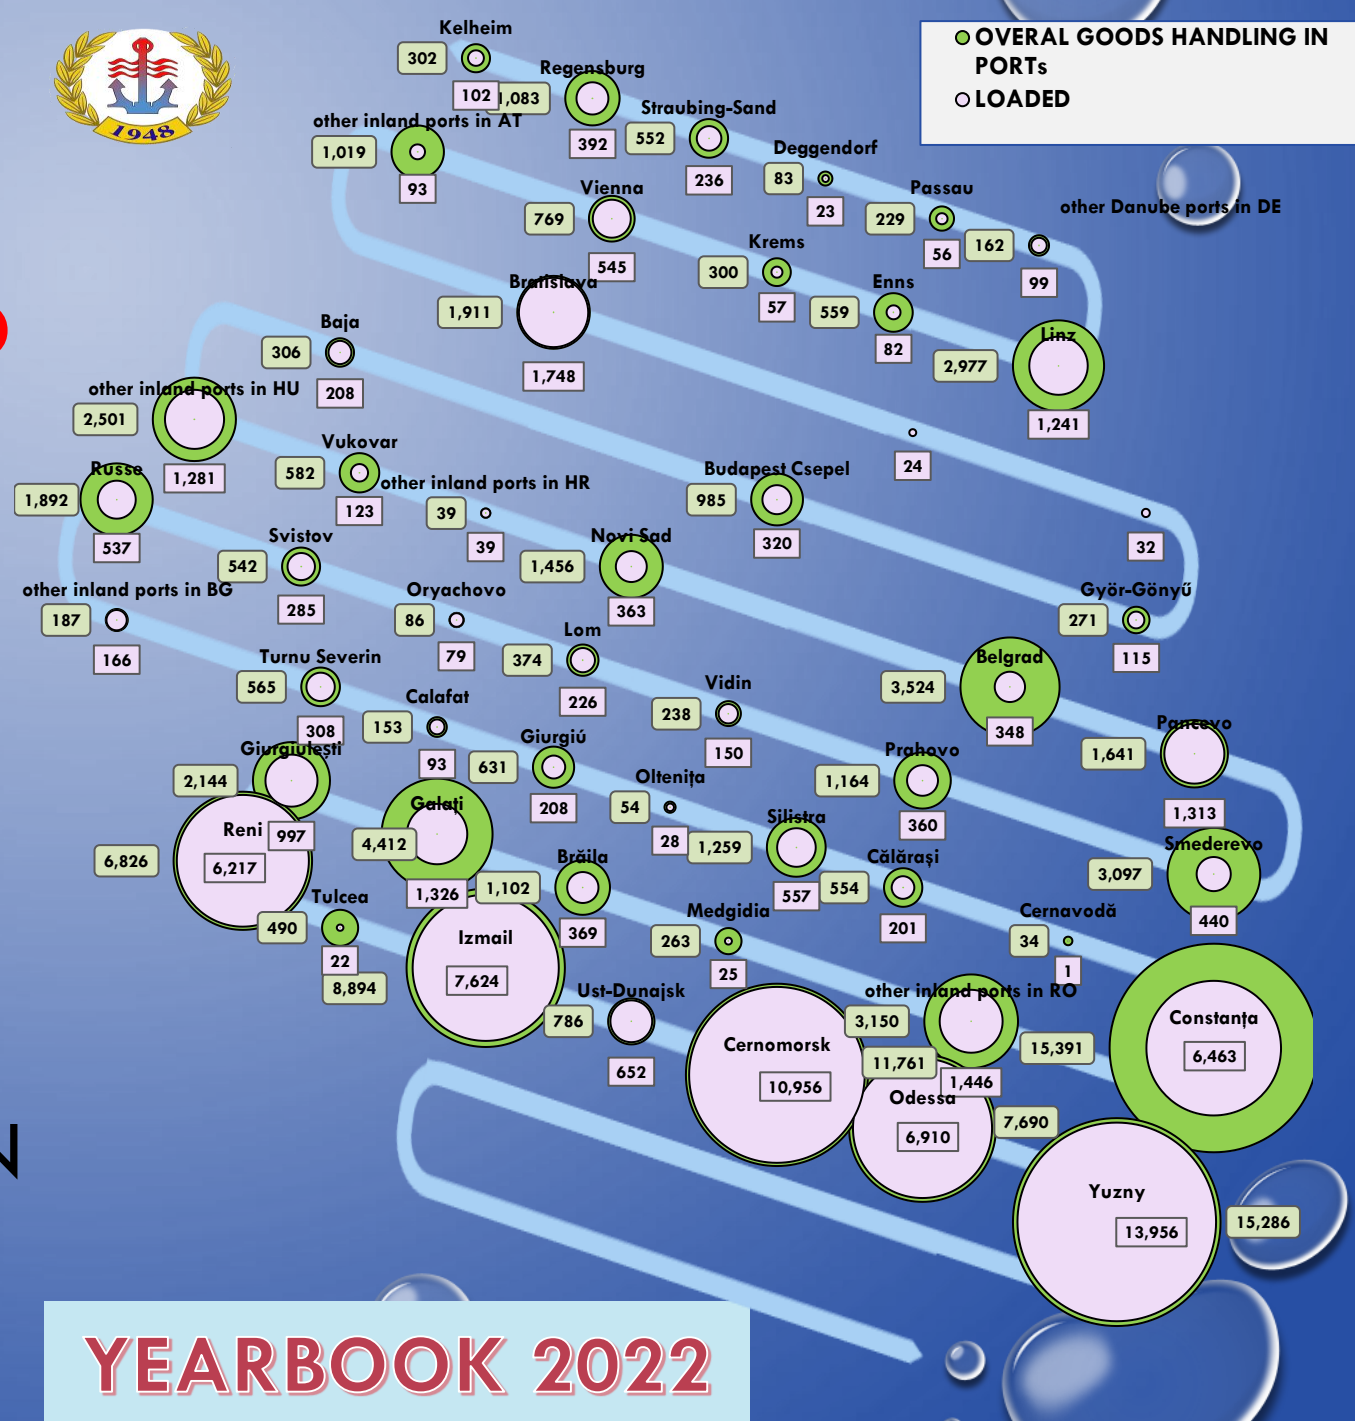 OVERAL GOODS HANDLING IN
PORTs
LOADED
1948
Kelheim
302
102
Regensburg
1,083
392
Straubing-Sand
552
236
Deggendorf
83
23
Passau
229
56
other Danube ports in DE
162
99
other inland ports in AT
1,019
93
Vienna
769
545
Krems
300
57
Enns
559
82
Linz
2,977
1,241
Bratislava
1,911
1,748
24
32
Baja
306
208
Budapest Csepel
985
320
Györ-Gönyű
271
115
other inland ports in HU
2,501
1,281
Vukovar
582
123
other inland ports in HR
39
39
Novi Sad
1,456
363
Belgrad
3,524
348
Pancevo
1,641
1,313
Russe
1,892
537
Svistov
542
285
Oryachovo
86
79
Lom
374
226
Vidin
238
150
Prahovo
1,164
360
Smederevo
3,097
440
other inland ports in BG
187
166
Turnu Severin
565
308
Calafat
153
93
Giurgiú
631
208
Oltenița
54
28
Silistra
1,259
557
Călărași
554
201
Cernavodă
34
1
Giurgiulești
2,144
997
Galați
4,412
1,326
Brăila
1,102
369
Medgidia
263
25
other inland ports in RO
3,150
1,446
Constanța
15,391
6,463
Reni
6,826
6,217
Tulcea
490
22
Izmail
8,894
7,624
Ust-Dunajsk
786
652
Cernomorsk
11,761
10,956
Odessa
7,690
6,910
Yuzny
15,286
13,956
YEARBOOK 2022